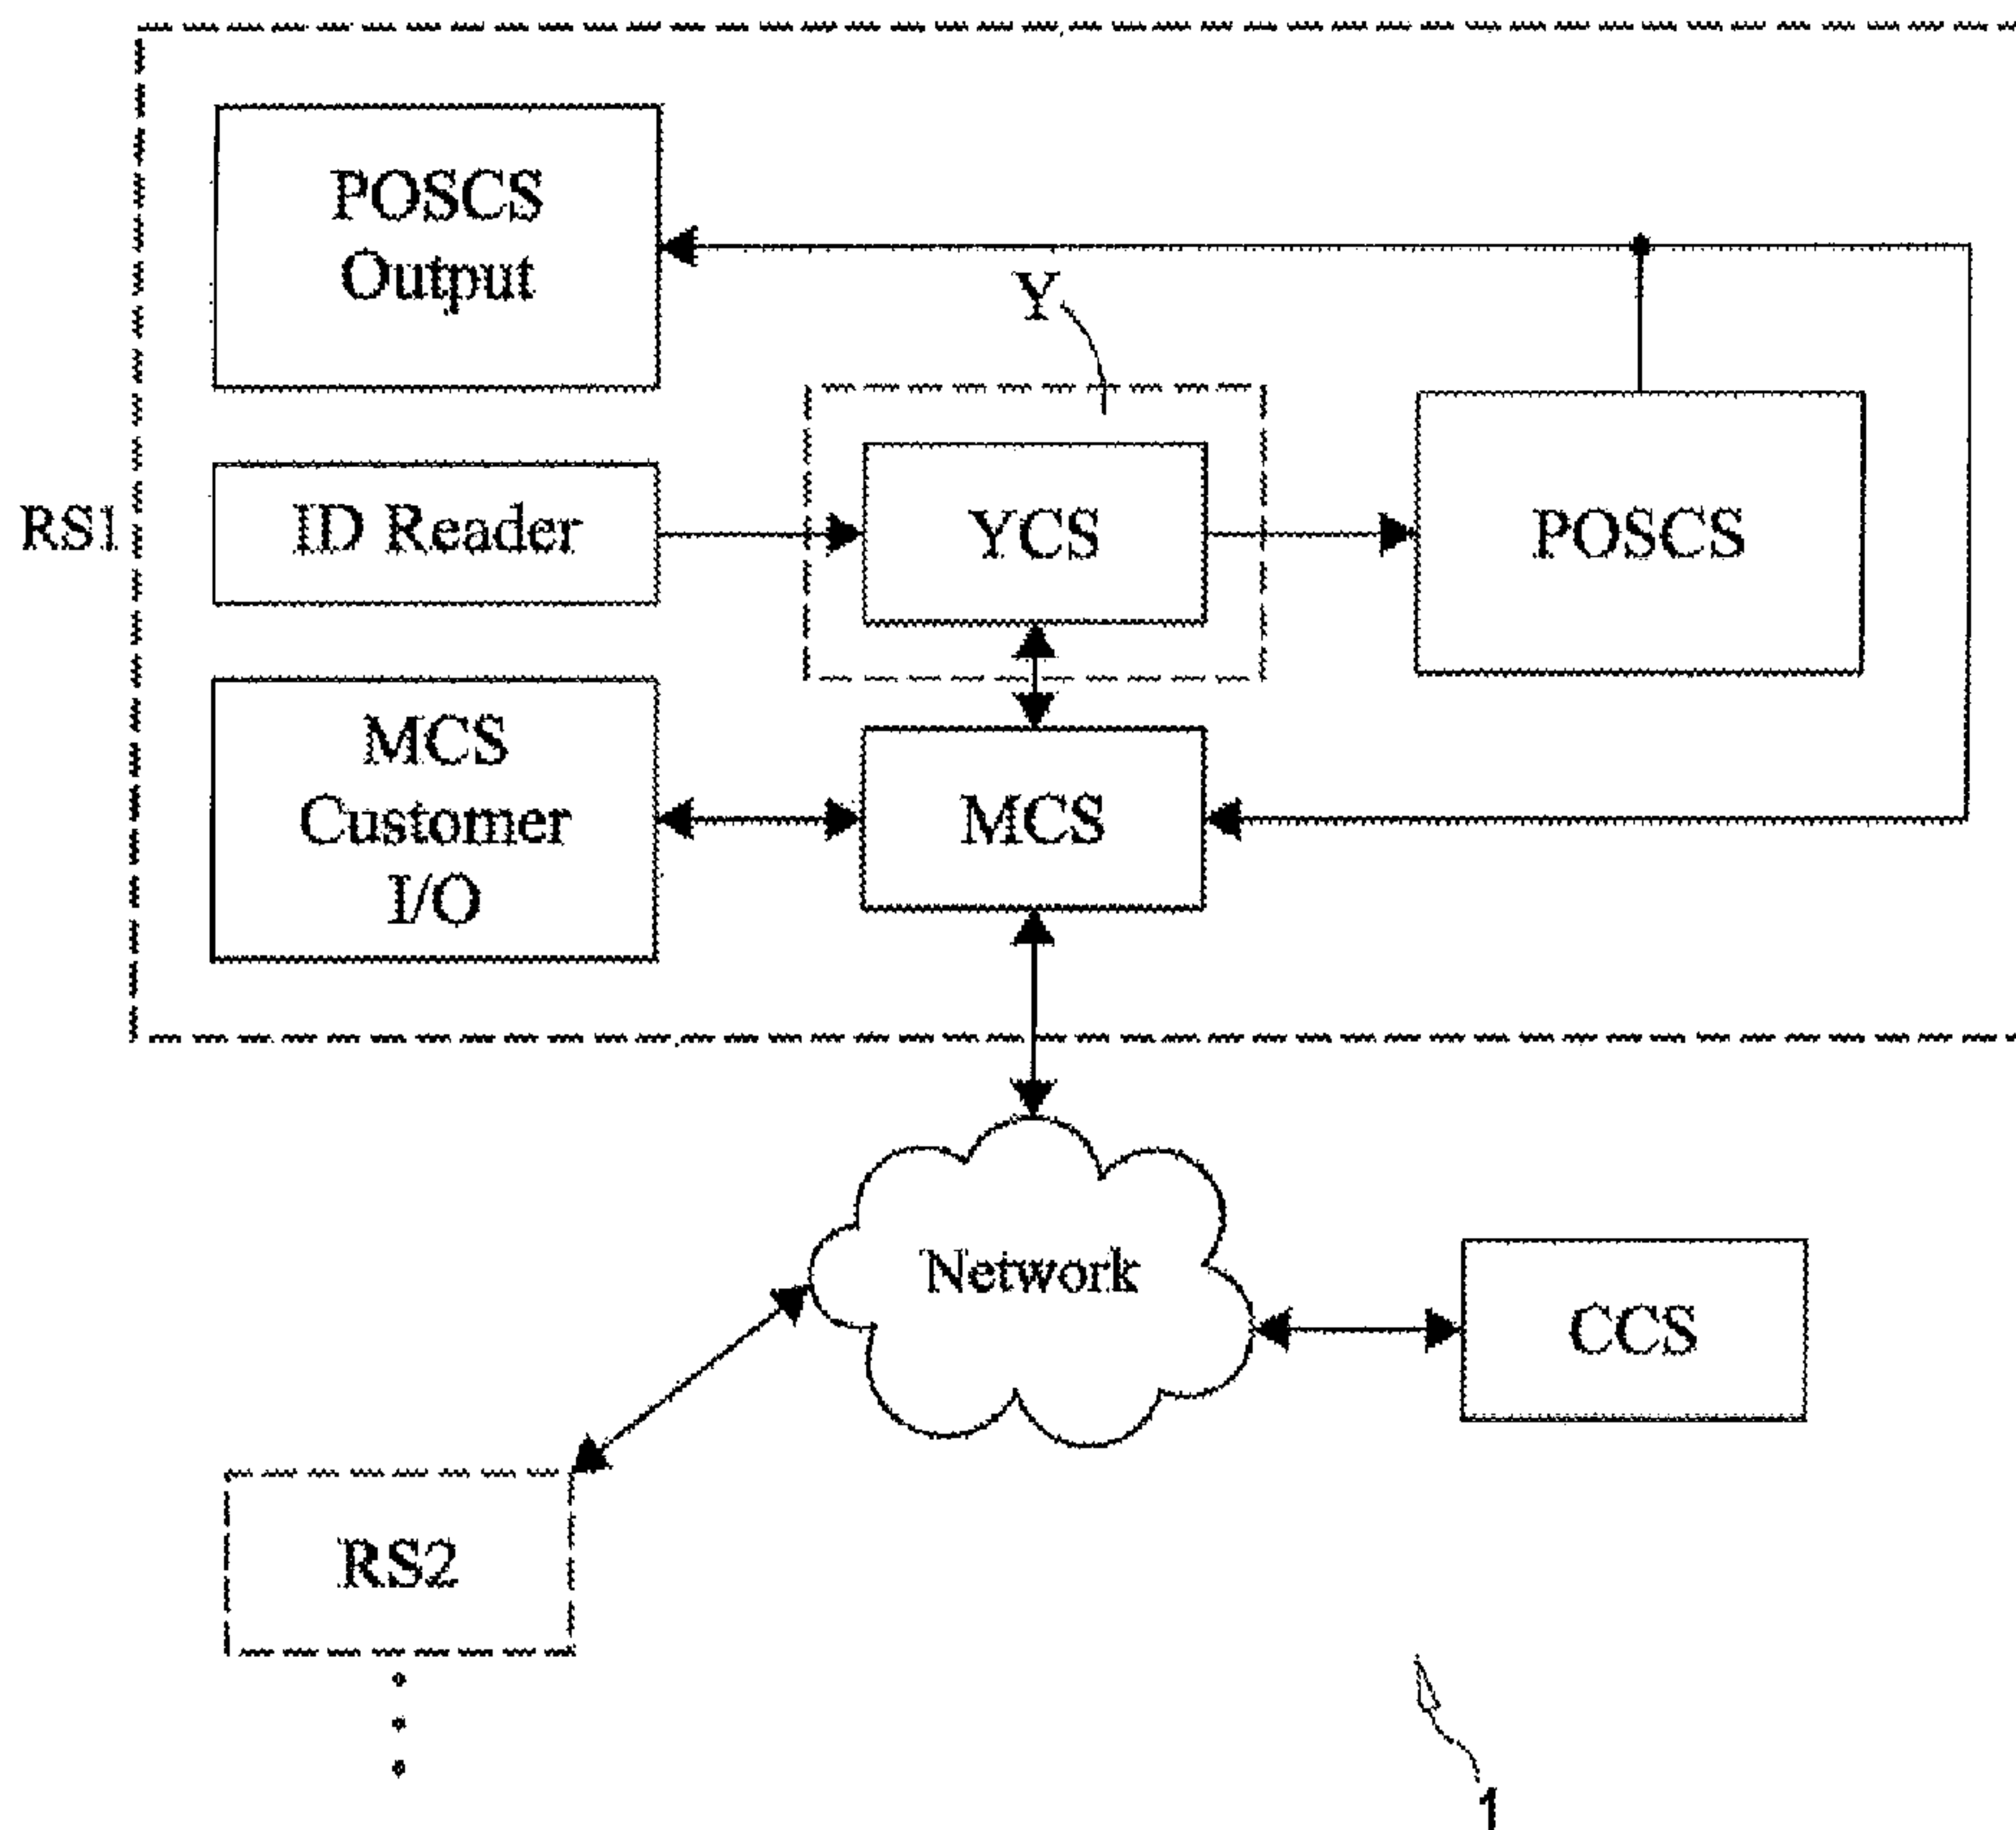 POSCS
Output
Y
RS1
ID Reader
YCS
POSCS
MCS
Customer
I/O
MCS
Network
CCS
RS2
1